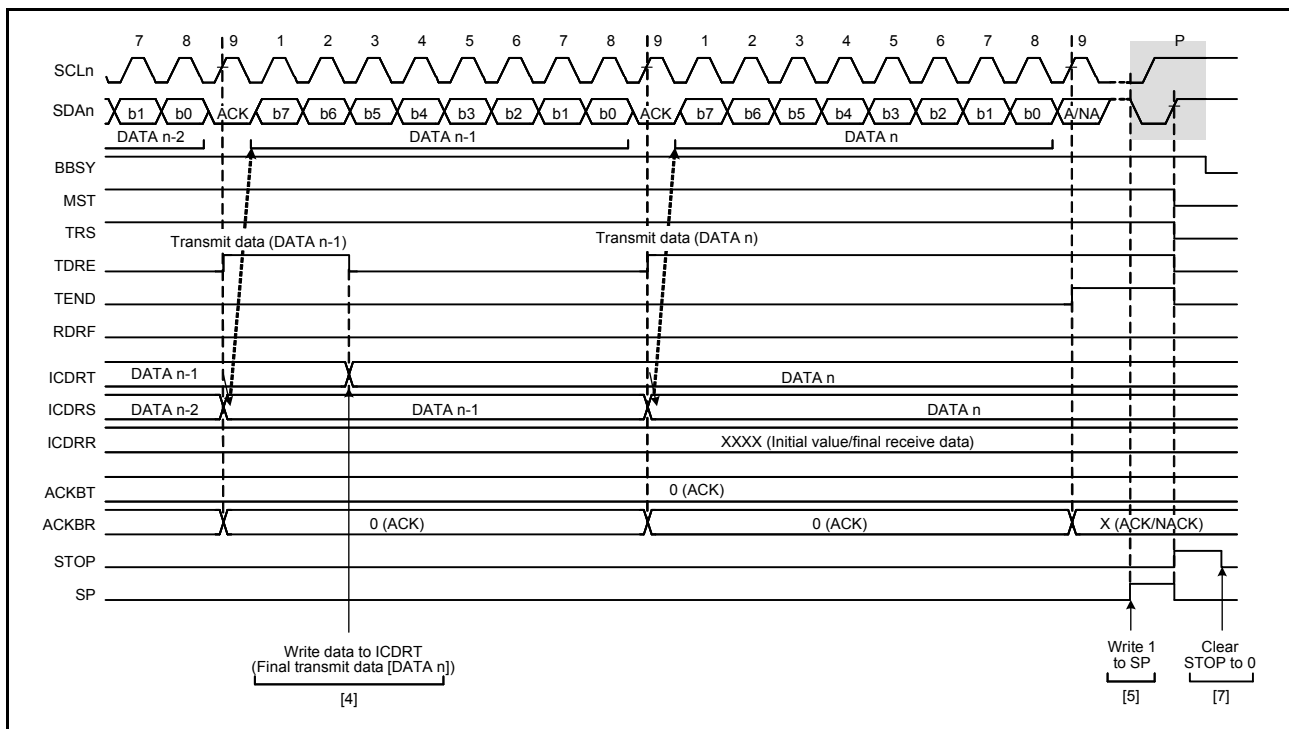 7 8 9 1 2 3 4 5 6 7 8 9 1 2 3 4 5 6 7 8 9 P
SCLn
SDAn b1 b0 ACK b7 b6 b5 b4 b3 b2 b1 b0 ACK b7 b6 b5 b4 b3 b2 b1 b0 A/NA
DATA n-2 DATA n-1 DATA n
BBSY
MST
TRS
Transmit data (DATA n-1) Transmit data (DATA n)
TDRE
TEND
RDRF
ICDRT DATA n-1 DATA n
ICDRS DATA n-2 DATA n-1 DATA n
ICDRR XXXX (Initial value/final receive data)
ACKBT 0 (ACK)
ACKBR 0 (ACK) 0 (ACK) X (ACK/NACK)
STOP
SP
Write data to ICDRT
(Final transmit data [DATA n])
[4]
Write 1
to SP
[5]
Clear
STOP to 0
[7]